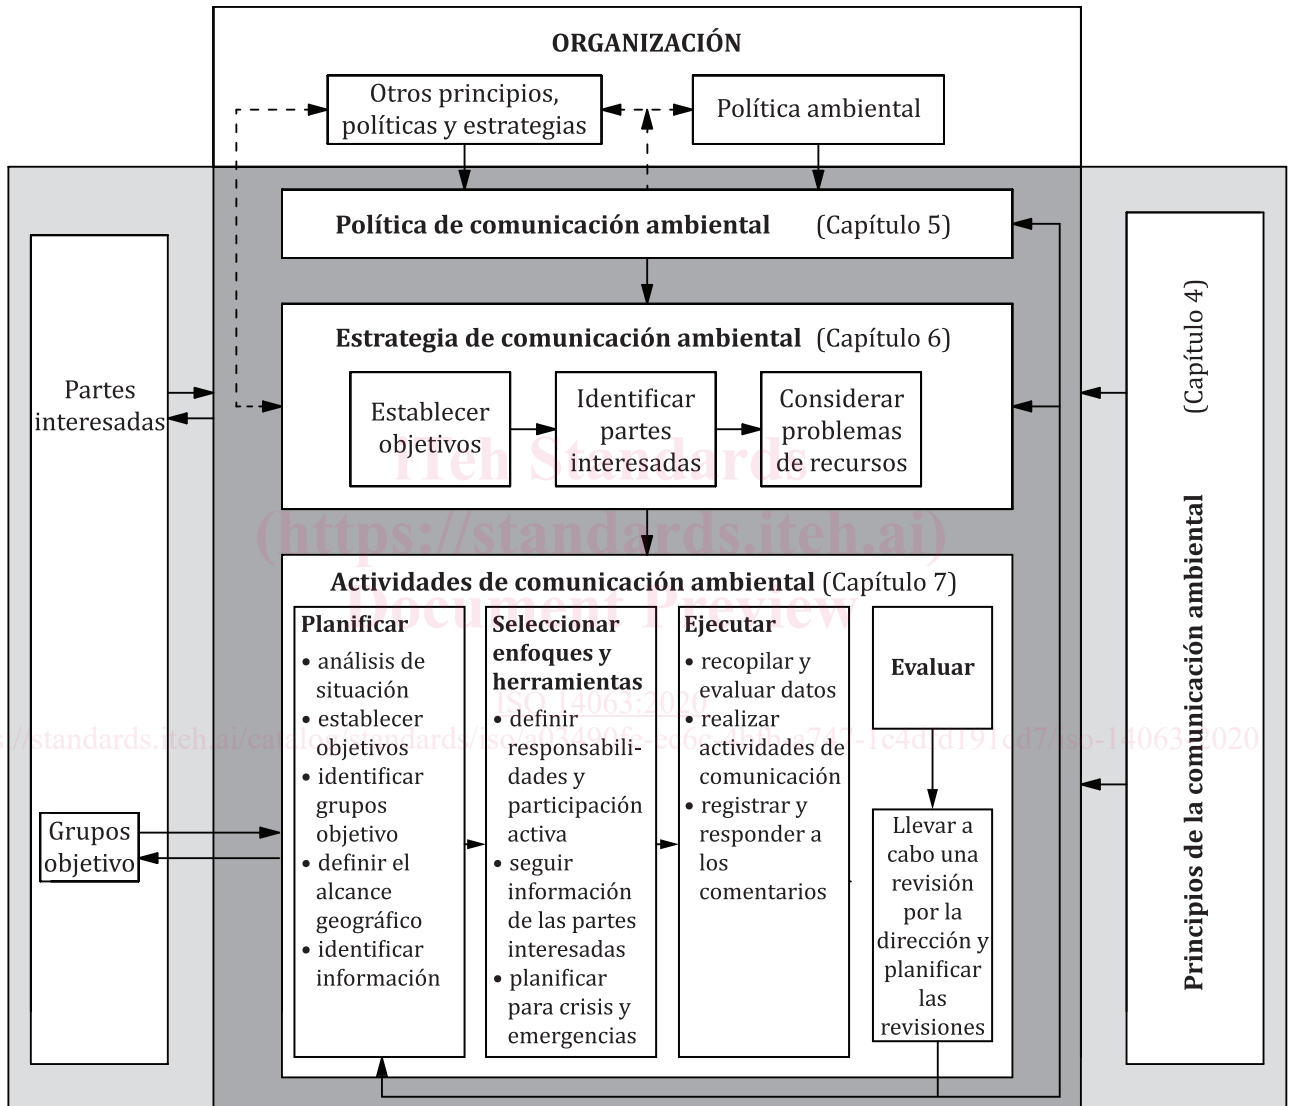 ORGANIZACIÓN
Otros principios,
políticas y estrategias
Política ambiental
Política de comunicación ambiental (Capítulo 5)
Estrategia de comunicación ambiental (Capítulo 6)
Establecer
objetivos
Identificar
partes
interesadas
Considerar
problemas
de recursos
Partes
interesadas
Grupos
objetivo
Actividades de comunicación ambiental (Capítulo 7)
Planificar
• análisis de
situación
• establecer
objetivos
• identificar
grupos
objetivo
• definir el
alcance
geográfico
• identificar
información
Seleccionar
enfoques y
herramientas
• definir
responsabili-
dades y
participación
activa
• seguir
información
de las partes
interesadas
• planificar
para crisis y
emergencias
Ejecutar
• recopilar y
evaluar datos
• realizar
actividades de
comunicación
• registrar y
responder a
los
comentarios
Evaluar
Llevar a
cabo una
revisión
por la
dirección y
planificar
las
revisiones
Principios de la comunicación ambiental (Capítulo 4)
iTeh Standards
(https://standards.iteh.ai)
Document Preview
ISO 14063:2020